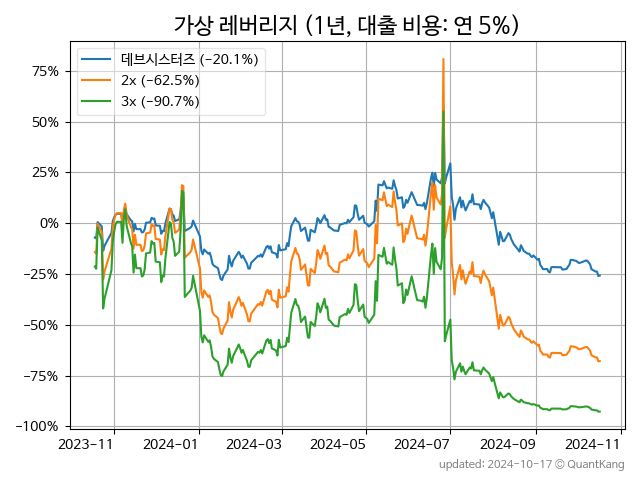 가상 레버리지 (1년, 대출 비용: 연 5%)
데브시스터즈 (−20.1%)
2x (−62.5%)
3x (−90.7%)
75%
50%
25%
0%
−25%
−50%
−75%
−100%
2023-11 2024-01 2024-03 2024-05 2024-07 2024-09 2024-11
updated: 2024-10-17 © QuantKang